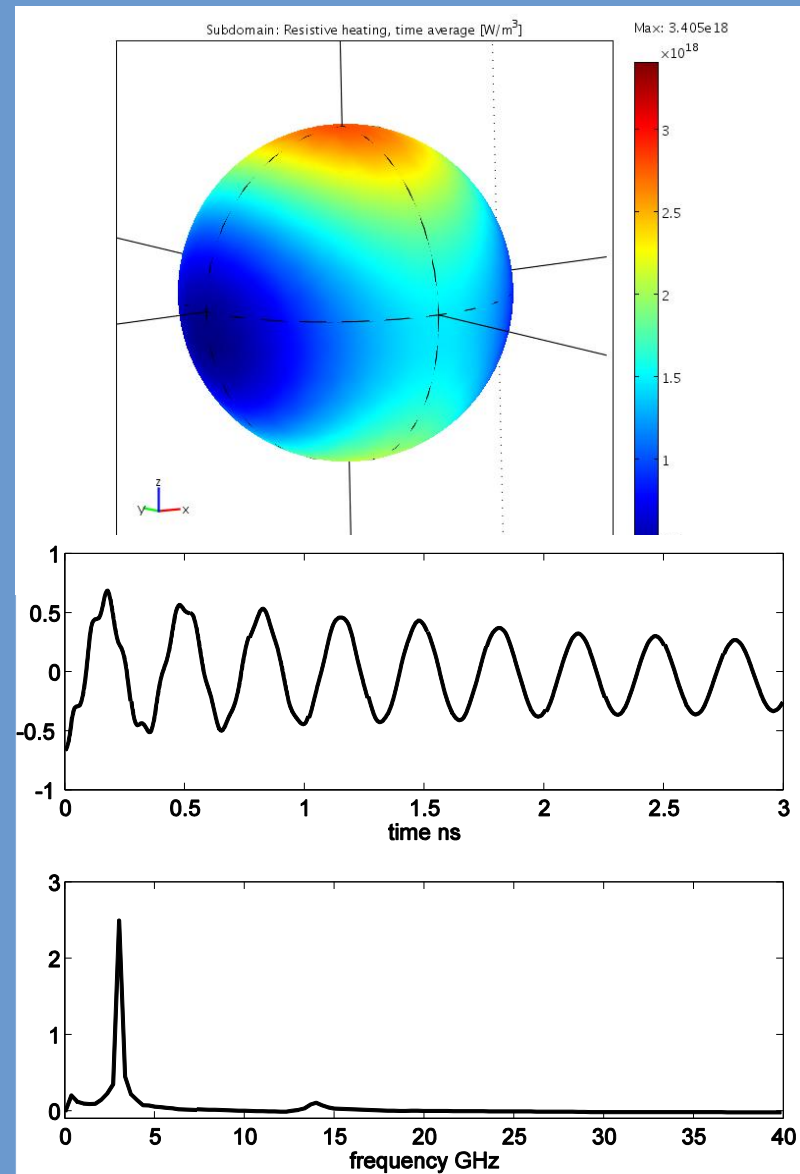 Subdomain: Resistive heating, time average [W/m³]
Max: 3.405e18
×10¹⁸
3
2.5
2
1.5
1
z
y
x
1
0.5
0
-0.5
-1
0 0.5 1 1.5 2 2.5 3
time ns
3
2
1
0
0 5 10 15 20 25 30 35 40
frequency GHz